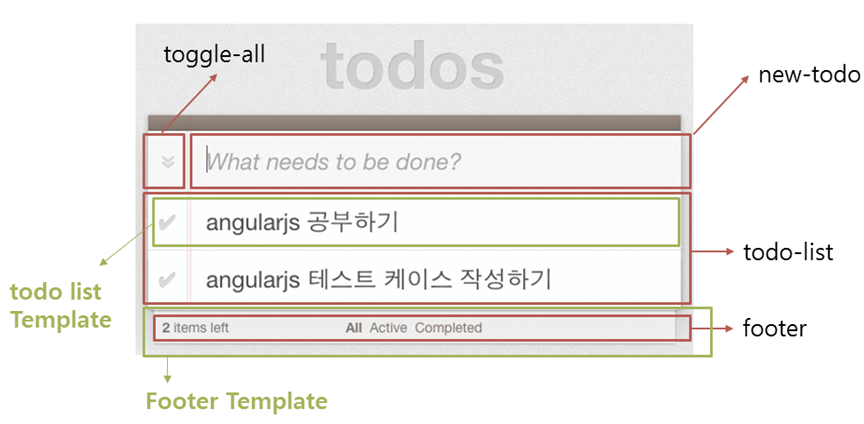 todos
toggle-all
new-todo
What needs to be done?
angularjs 공부하기
todo-list
todo list
Template
angularjs 테스트 케이스 작성하기
2 items left All Active Completed
footer
Footer Template